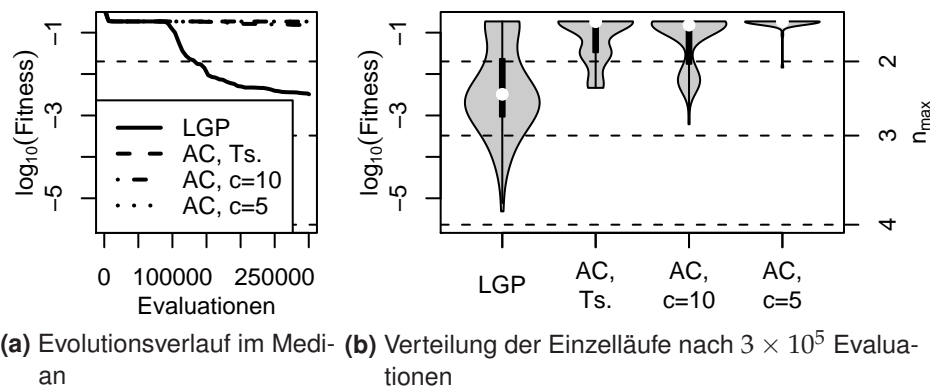 log10(Fitness)
−1
−3
−5
LGP
AC, Ts.
AC, c=10
AC, c=5
0 100000 250000
Evaluationen
log10(Fitness)
−1
−3
−5
2
3
4
nmax
LGP
AC, Ts.
AC, c=10
AC, c=5
(a) Evolutionsverlauf im Medi-
an
(b) Verteilung der Einzelläufe nach 3 × 10⁵ Evalua-
tionen